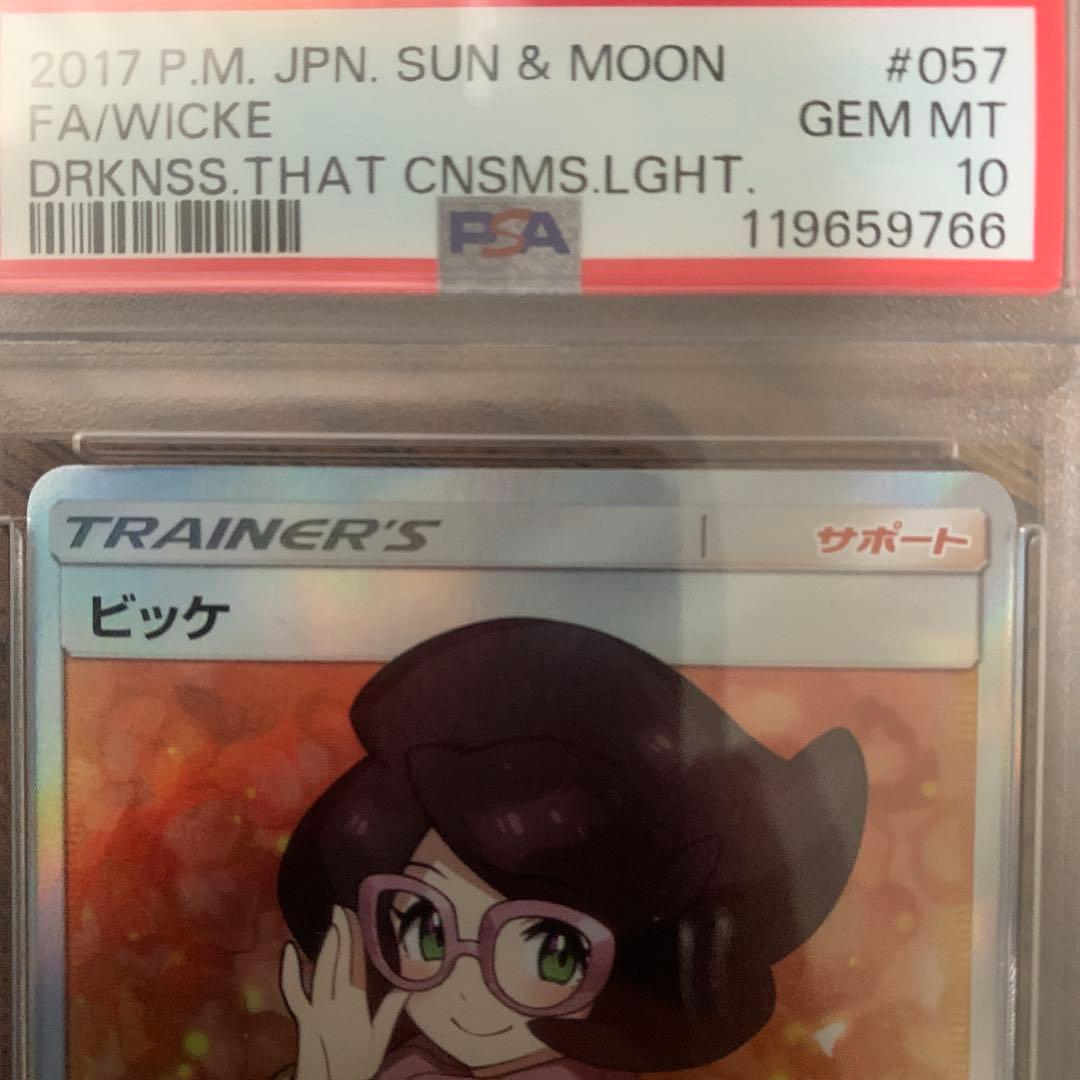 2017 P.M. JPN. SUN & MOON #057
FA/WICKE GEM MT
DRKNSS.THAT CNSMS.LGHT. 10
PSA 119659766
TRAINER'S サポート
ビッケ